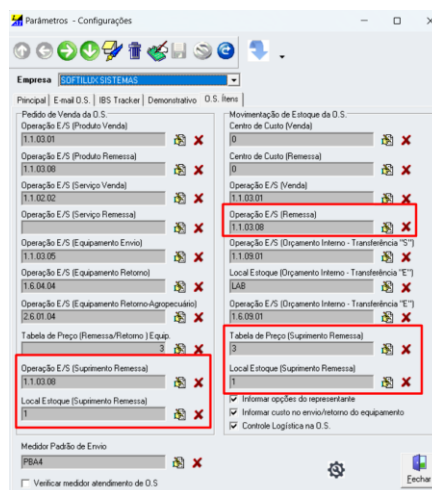 Parâmetros - Configurações
Empresa SOFTILUX SISTEMAS
Principal E-mail O.S. IBS Tracker Demonstrativo O.S. Itens
Pedido de Venda da O.S.
Operação E/S (Produto Venda)
1.1.03.01
Operação E/S (Produto Remessa)
1.1.03.08
Operação E/S (Serviço Venda)
1.1.02.02
Operação E/S (Serviço Remessa)
Operação E/S (Equipamento Envio)
1.1.03.05
Operação E/S (Equipamento Retorno)
1.6.04.04
Operação E/S (Equipamento Retorno-Agropecuário)
2.6.01.04
Tabela de Preço (Remessa/Retorno ) Equip.
3
Operação E/S (Suprimento Remessa)
1.1.03.08
Local Estoque (Suprimento Remessa)
1
Medidor Padrão de Envio
PBA4
Verificar medidor atendimento de O.S
Movimentação de Estoque da O.S.
Centro de Custo (Venda)
0
Centro de Custo (Remessa)
0
Operação E/S (Venda)
1.1.03.01
Operação E/S (Remessa)
1.1.03.08
Operação E/S (Orçamento Interno - Transferência "S")
1.1.09.01
Local Estoque (Orçamento Interno - Transferência "E")
LAB
Operação E/S (Orçamento Interno - Transferência "E")
1.6.09.01
Tabela de Preço (Suprimento Remessa)
3
Local Estoque (Suprimento Remessa)
1
Informar opções do representante
Informar custo no envio/retorno do equipamento
Controle Logística na O.S.
Fechar